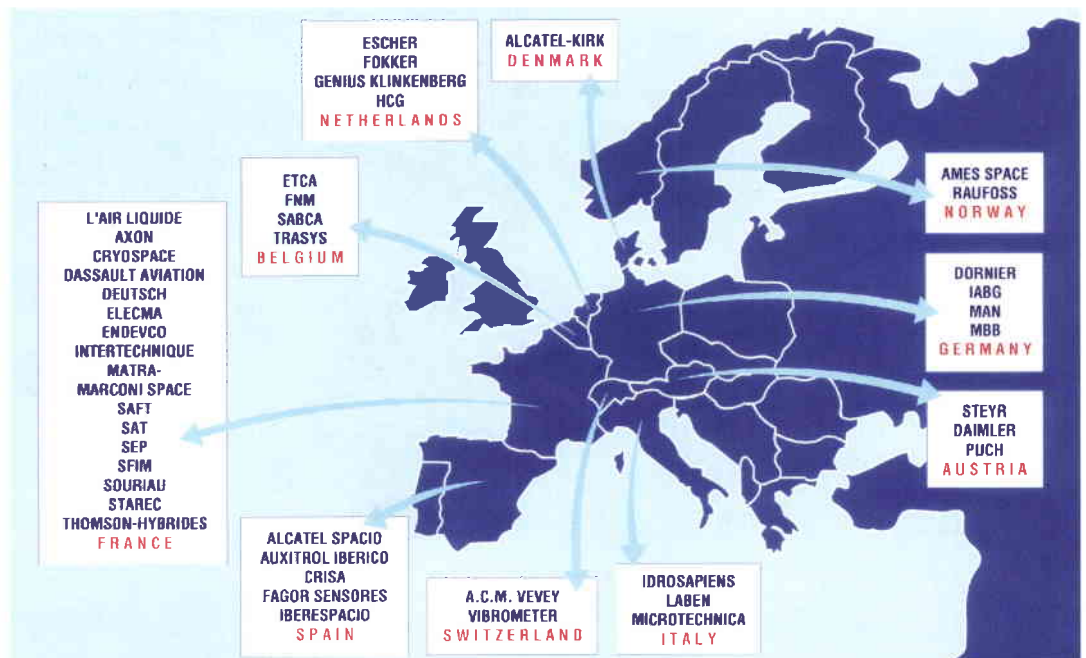 ESCHER
FOKKER
GENIUS KLINKENBERG
HCG
NETHERLANDS
ALCATEL-KIRK
DENMARK
ETCA
FNM
SABCA
TRASYS
BELGIUM
AMES SPACE
RAUFOSS
NORWAY
L'AIR LIQUIDE
AXON
CRYOSPACE
DASSAULT AVIATION
DEUTSCH
ELECMA
ENDEVCO
INTERTECHNIQUE
MATRA-
MARCONI SPACE
SAFT
SAT
SEP
SFIM
SOURIAU
STAREC
THOMSON-HYBRIDES
FRANCE
DORNIER
IABG
MAN
MBB
GERMANY
STEYR
DAIMLER
PUCH
AUSTRIA
ALCATEL SPACIO
AUXITROL IBERICO
CRISA
FAGOR SENSORES
IBERESPACIO
SPAIN
A.C.M. VEVEY
VIBROMETER
SWITZERLAND
IDROSAPIENS
LABEN
MICROTECHNICA
ITALY